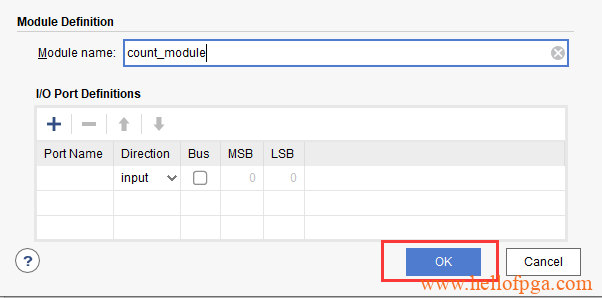 Module Definition
Module name: count_module
I/O Port Definitions
Port Name Direction Bus MSB LSB
input 0 0
? OK Cancel
www.hellofpga.com